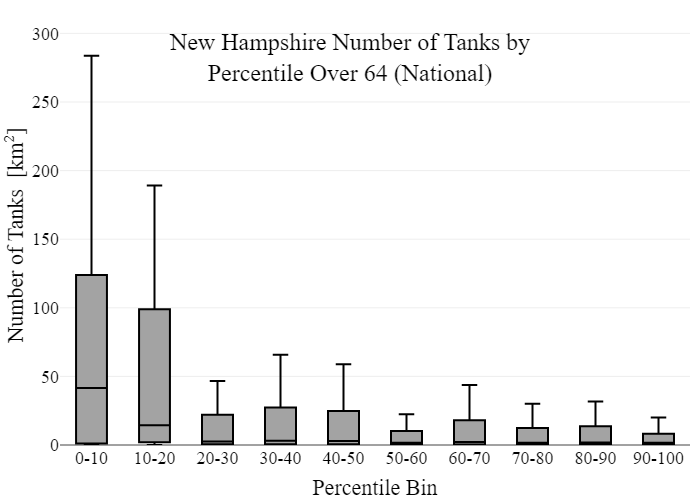 New Hampshire Number of Tanks by
Percentile Over 64 (National)
Number of Tanks [km²]
300
250
200
150
100
50
0
0-10 10-20 20-30 30-40 40-50 50-60 60-70 70-80 80-90 90-100
Percentile Bin